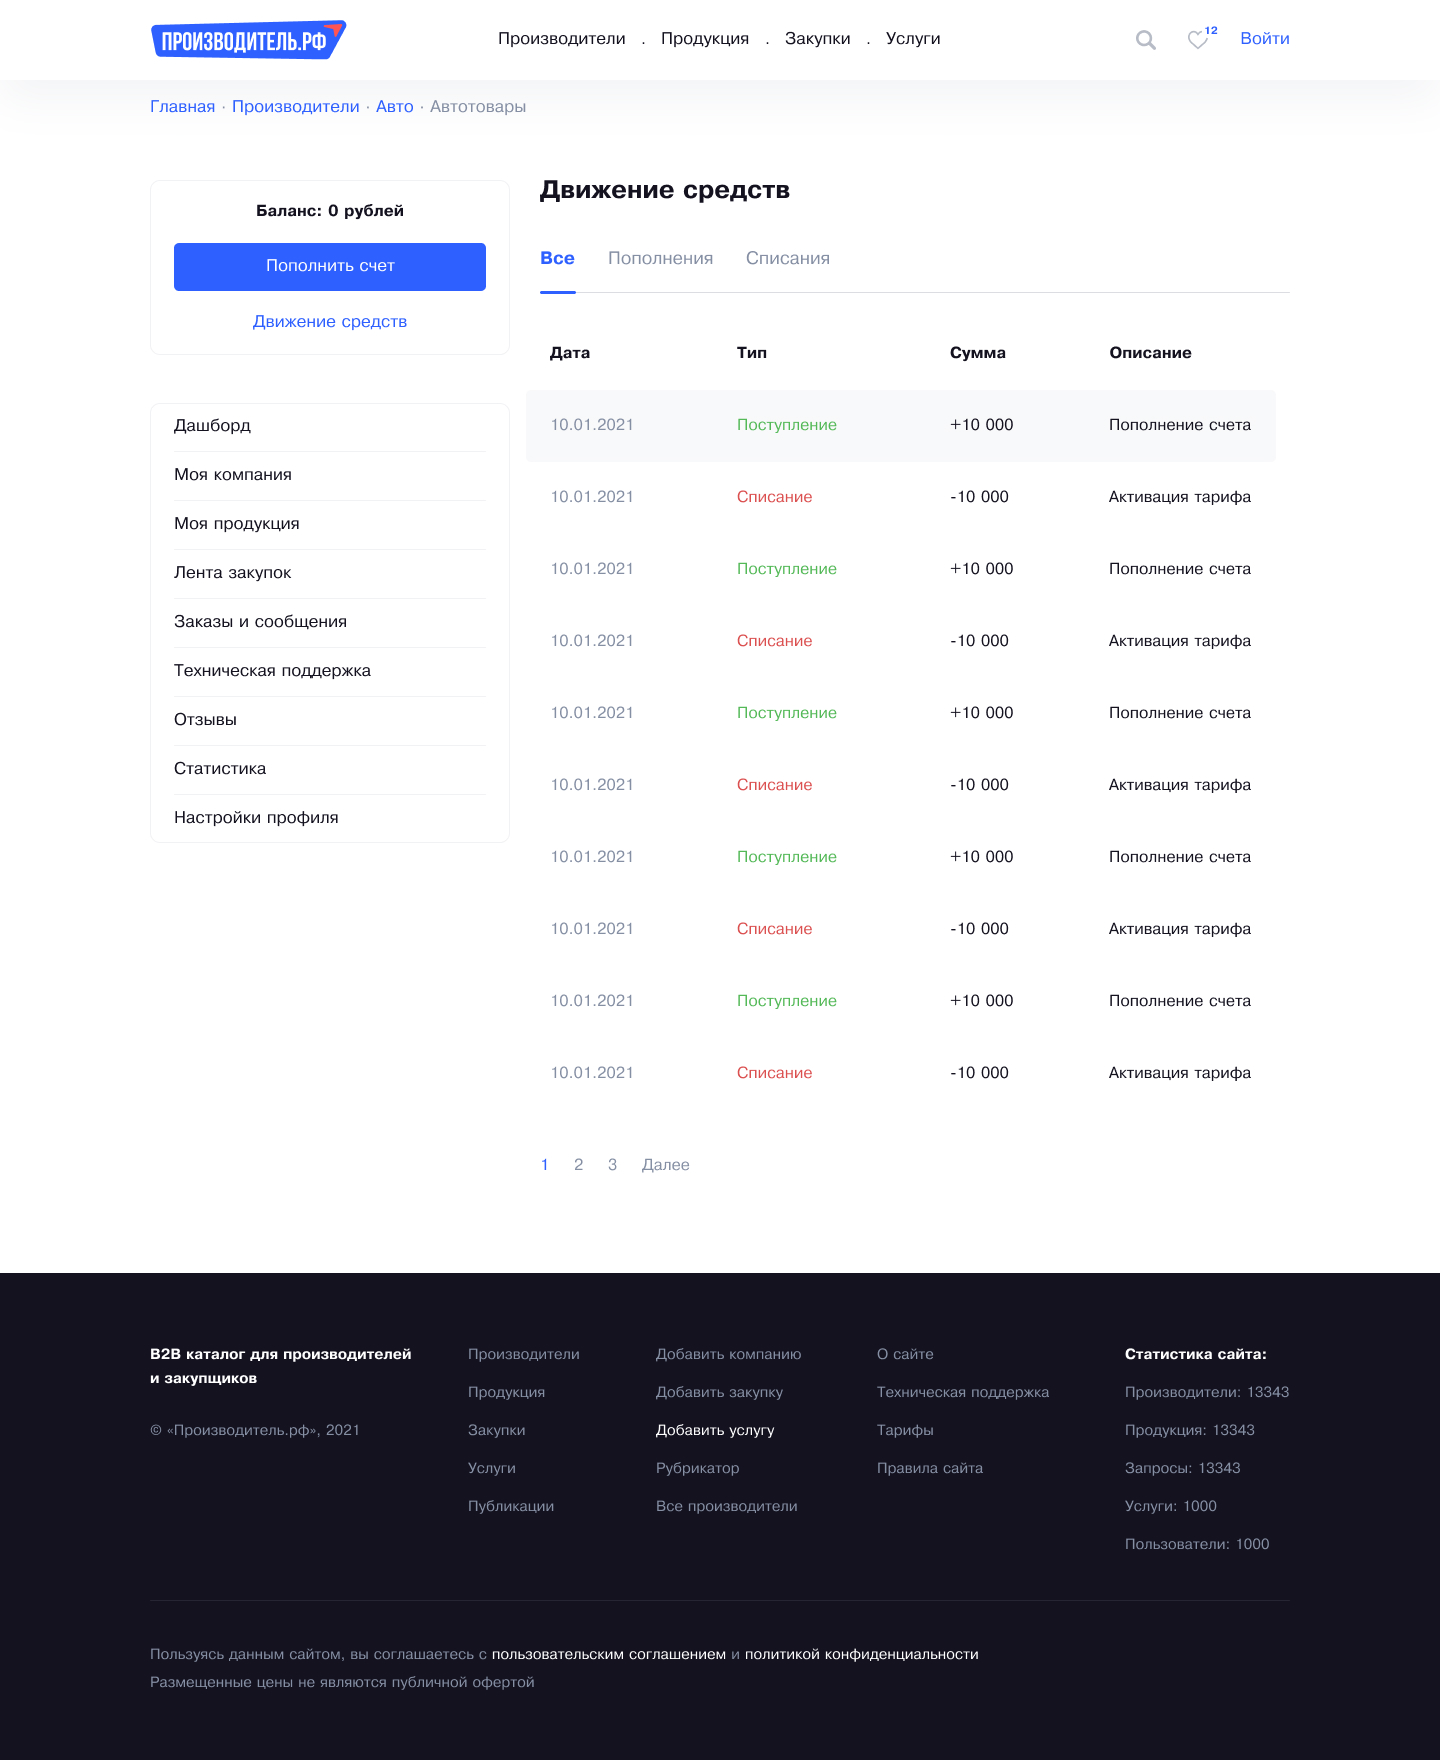 ПРОИЗВОДИТЕЛЬ.РФ
Производители . Продукция . Закупки . Услуги
12
Войти
Главная · Производители · Авто · Автотовары
Баланс: 0 рублей
Пополнить счет
Движение средств
Дашборд
Моя компания
Моя продукция
Лента закупок
Заказы и сообщения
Техническая поддержка
Отзывы
Статистика
Настройки профиля
Движение средств
Все Пополнения Списания
Дата Тип Сумма Описание
10.01.2021 Поступление +10 000 Пополнение счета
10.01.2021 Списание -10 000 Активация тарифа
10.01.2021 Поступление +10 000 Пополнение счета
10.01.2021 Списание -10 000 Активация тарифа
10.01.2021 Поступление +10 000 Пополнение счета
10.01.2021 Списание -10 000 Активация тарифа
10.01.2021 Поступление +10 000 Пополнение счета
10.01.2021 Списание -10 000 Активация тарифа
10.01.2021 Поступление +10 000 Пополнение счета
10.01.2021 Списание -10 000 Активация тарифа
1 2 3 Далее
B2B каталог для производителей
и закупщиков
© «Производитель.рф», 2021
Производители
Продукция
Закупки
Услуги
Публикации
Добавить компанию
Добавить закупку
Добавить услугу
Рубрикатор
Все производители
О сайте
Техническая поддержка
Тарифы
Правила сайта
Статистика сайта:
Производители: 13343
Продукция: 13343
Запросы: 13343
Услуги: 1000
Пользователи: 1000
Пользуясь данным сайтом, вы соглашаетесь с пользовательским соглашением и политикой конфиденциальности
Размещенные цены не являются публичной офертой